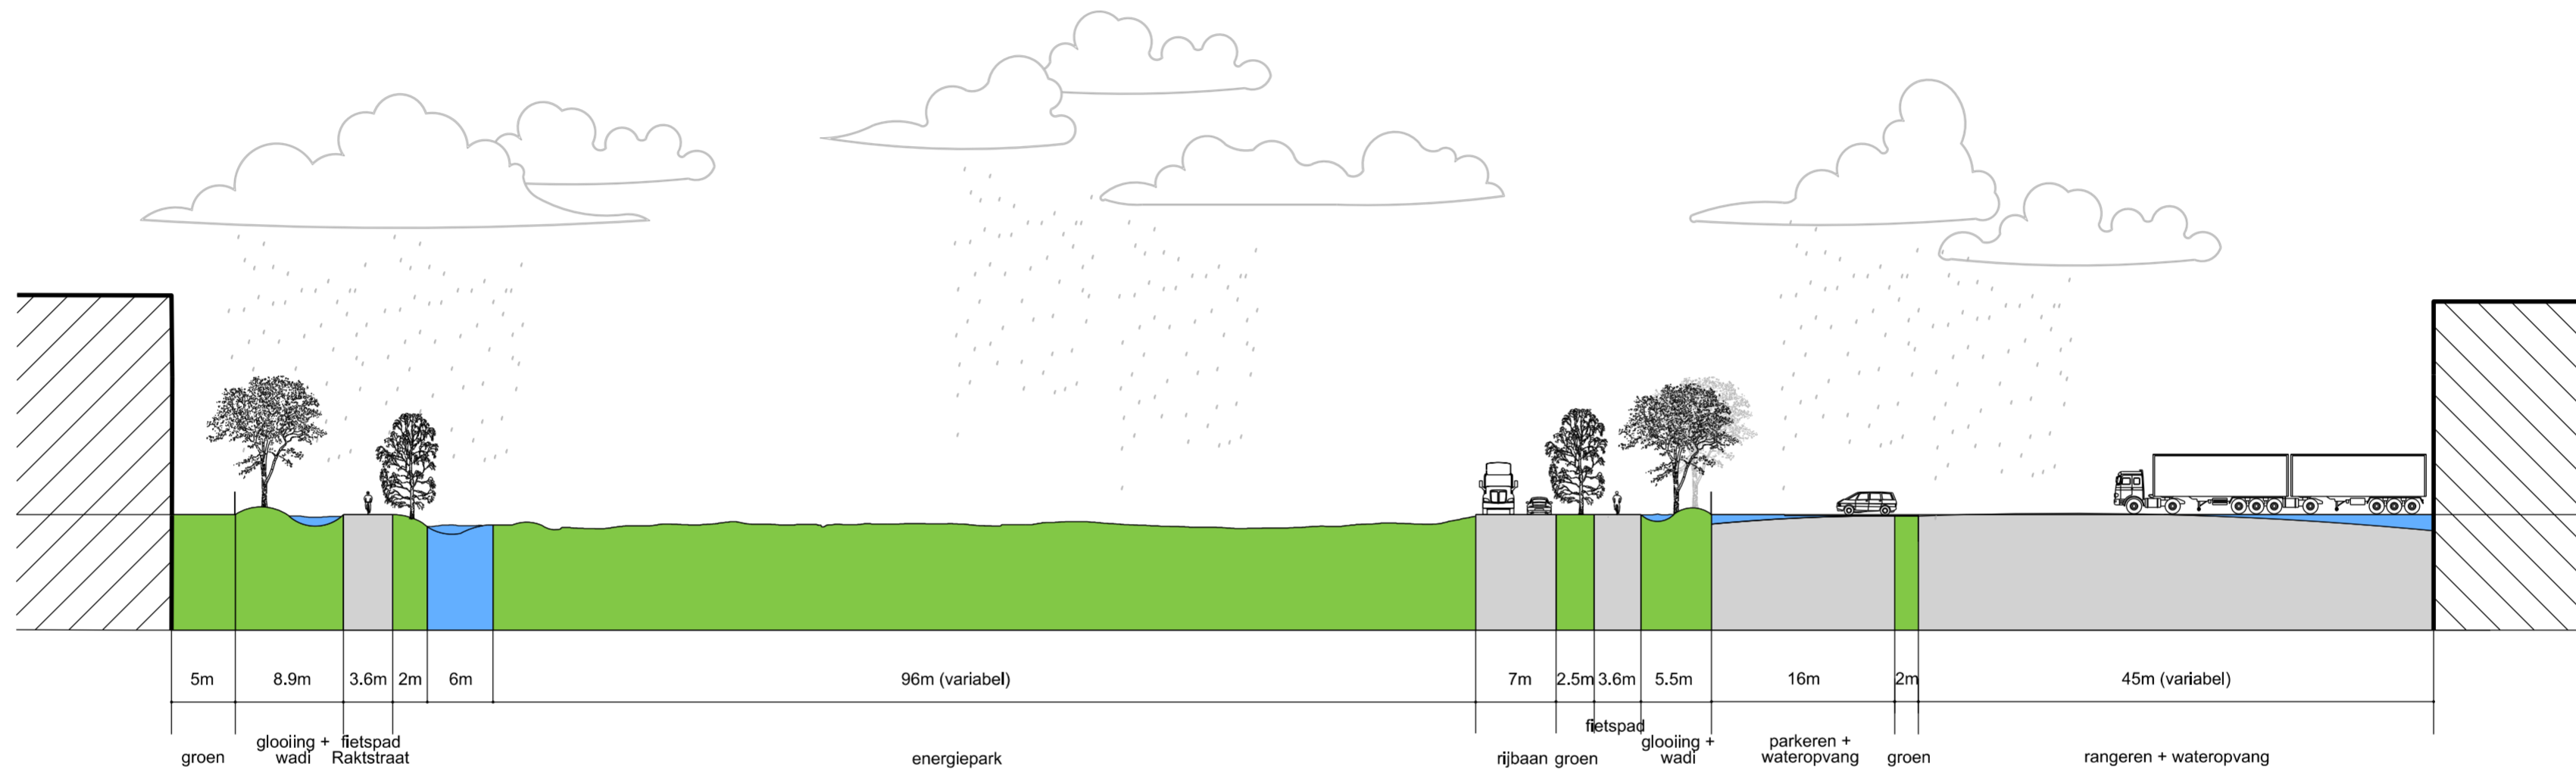 5m 8.9m 3.6m 2m 6m 96m (variabel) 7m 2.5m 3.6m 5.5m 16m 2m 45m (variabel)
groen
glooiing +
wadi
fietspad
Raktstraat
energiepark
rijbaan
groen
fietspad
glooiing +
wadi
parkeren +
wateropvang
groen
rangeren + wateropvang